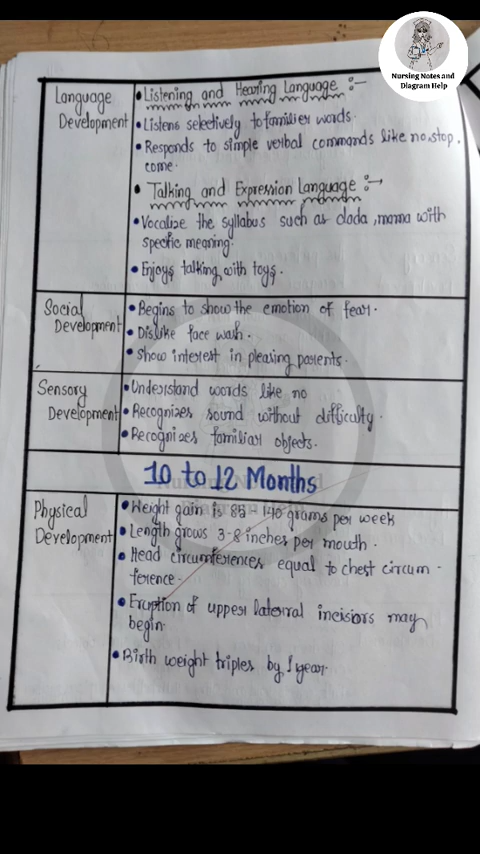 Nursing Notes and
Diagram Help
Language
Development
• Listening and Hearing Language :-
• Listens selectively to familier words.
• Responds to simple verbal commands like no, stop,
come.
• Talking and Expression Language :-
• Vocalize the syllabus such as dada, mama with
specific meaning.
• Enjoys talking with toys.
Social
Development
• Begins to show the emotion of fear.
• Dislike face wash.
• Show interest in pleasing parents.
Sensory
Development
• Understand words like no
• Recognizes sound without difficulty.
• Recognizes familiar objects.
10 to 12 Months
Physical
Development
• Weight gain is 85 - 140 grams per week
• Length grows 3-8 inches per mouth.
• Head circumferences equal to chest circum-
ference.
• Eruption of upper laterral incisiors may
begin.
• Birth weight triples by 1 year.